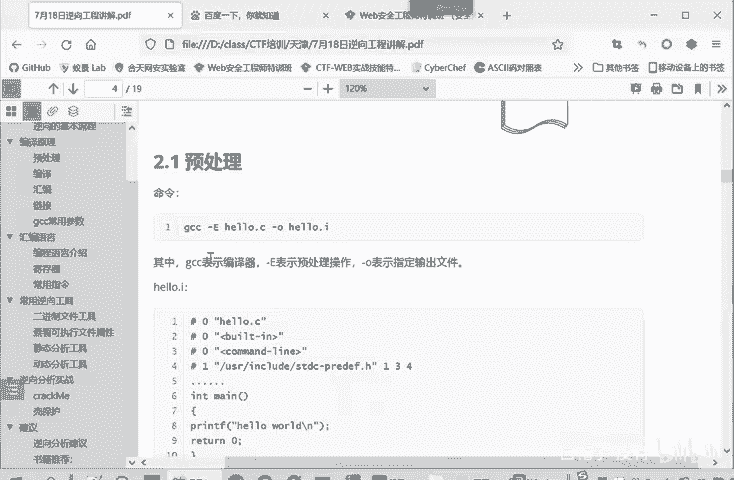 7月18日逆向工程讲解.pdf
百度一下，你就知道
Web安全工程师特训班
file:///D:/class/CTF培训/天津/7月18日逆向工程讲解.pdf
GitHub
蚁景 Lab
合天网安实验室
Web安全工程师特训班
CTF-WEB实战技能特...
CyberChef
ASCII码对照表
其他书签
移动设备上的书签
4 / 19
120%
逆向的基本原理
编译原理
预处理
编译
汇编
链接
gcc常用参数
汇编语言
编程语言介绍
寄存器
常用指令
常用逆向工具
二进制文件工具
查看可执行文件属性
静态分析工具
动态分析工具
逆向分析实战
crackMe
壳保护
建议
逆向分析建议
书籍推荐：
2.1 预处理
命令：
1 gcc -E hello.c -o hello.i
其中，gcc表示编译器，-E表示预处理操作，-o表示指定输出文件。
hello.i:
1 # 0 "hello.c"
2 # 0 "<built-in>"
3 # 0 "<command-line>"
4 # 1 "/usr/include/stdc-predef.h" 1 3 4
5 ......
6 int main()
7 {
8 printf("hello world\n");
9 return 0;
10 }